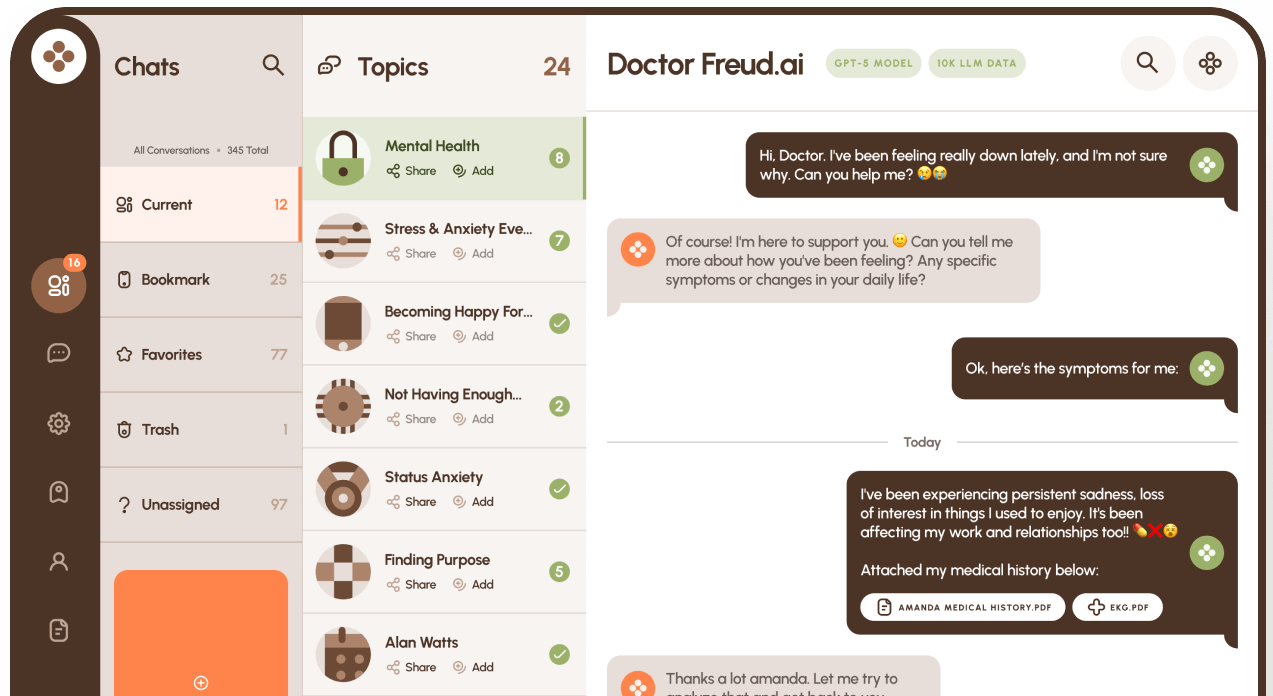 Chats
Topics
24
Doctor Freud.ai
GPT-5 MODEL
10K LLM DATA
All Conversations • 345 Total
16
Current
12
Bookmark
25
Favorites
77
Trash
1
Unassigned
97
Mental Health
Share
Add
8
Stress & Anxiety Eve...
Share
Add
7
Becoming Happy For...
Share
Add
Not Having Enough...
Share
Add
2
Status Anxiety
Share
Add
Finding Purpose
Share
Add
5
Alan Watts
Share
Add
Hi, Doctor. I've been feeling really down lately, and I'm not sure
why. Can you help me? 😢😭
Of course! I'm here to support you. 🙂 Can you tell me
more about how you've been feeling? Any specific
symptoms or changes in your daily life?
Ok, here's the symptoms for me:
Today
I've been experiencing persistent sadness, loss
of interest in things I used to enjoy. It's been
affecting my work and relationships too!! 💊❌😵
Attached my medical history below:
AMANDA MEDICAL HISTORY.PDF
EKG.PDF
Thanks a lot amanda. Let me try to
analyze that and get back to you